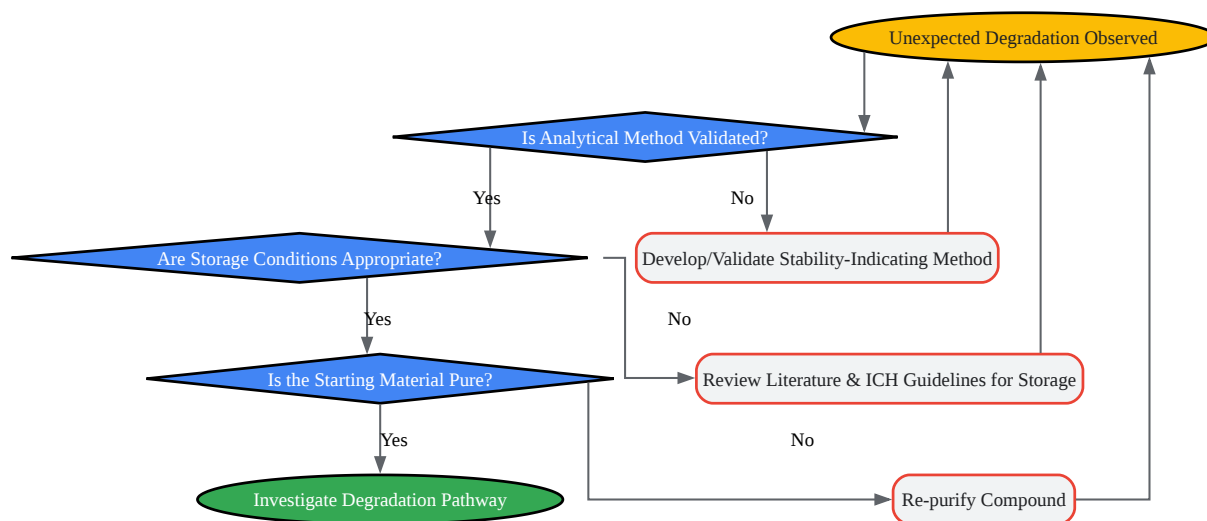 Unexpected Degradation Observed
Is Analytical Method Validated?
Yes
No
Are Storage Conditions Appropriate?
Develop/Validate Stability-Indicating Method
Yes
No
Is the Starting Material Pure?
Review Literature & ICH Guidelines for Storage
Yes
No
Investigate Degradation Pathway
Re-purify Compound